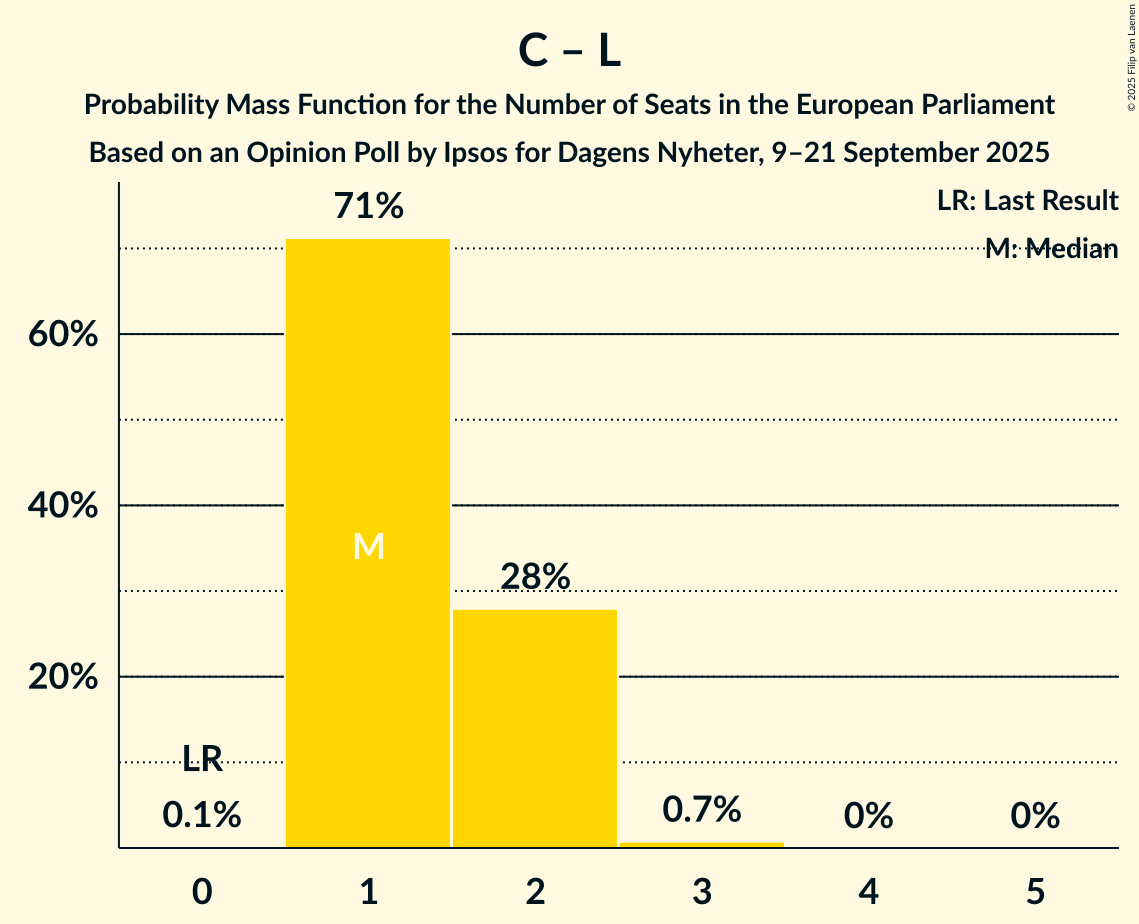 C – L
Probability Mass Function for the Number of Seats in the European Parliament
Based on an Opinion Poll by Ipsos for Dagens Nyheter, 9–21 September 2025
© 2025 Filip van Laenen
LR: Last Result
M: Median
71%
60%
40%
M
28%
20%
LR
0.1%
0.7%
0%
0%
0
1
2
3
4
5